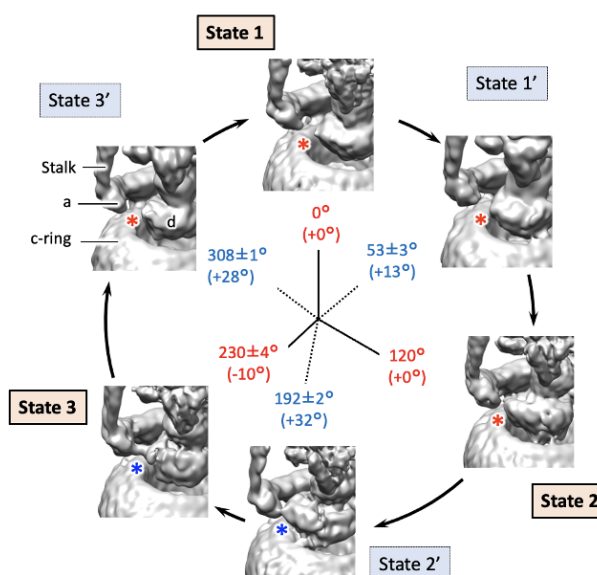 State 1
State 3′
State 1′
*
Stalk
a
*
d
c-ring
*
0°
(+0°)
308±1°
(+28°)
53±3°
(+13°)
230±4°
(-10°)
120°
(+0°)
192±2°
(+32°)
State 3
*
*
State 2
*
State 2′